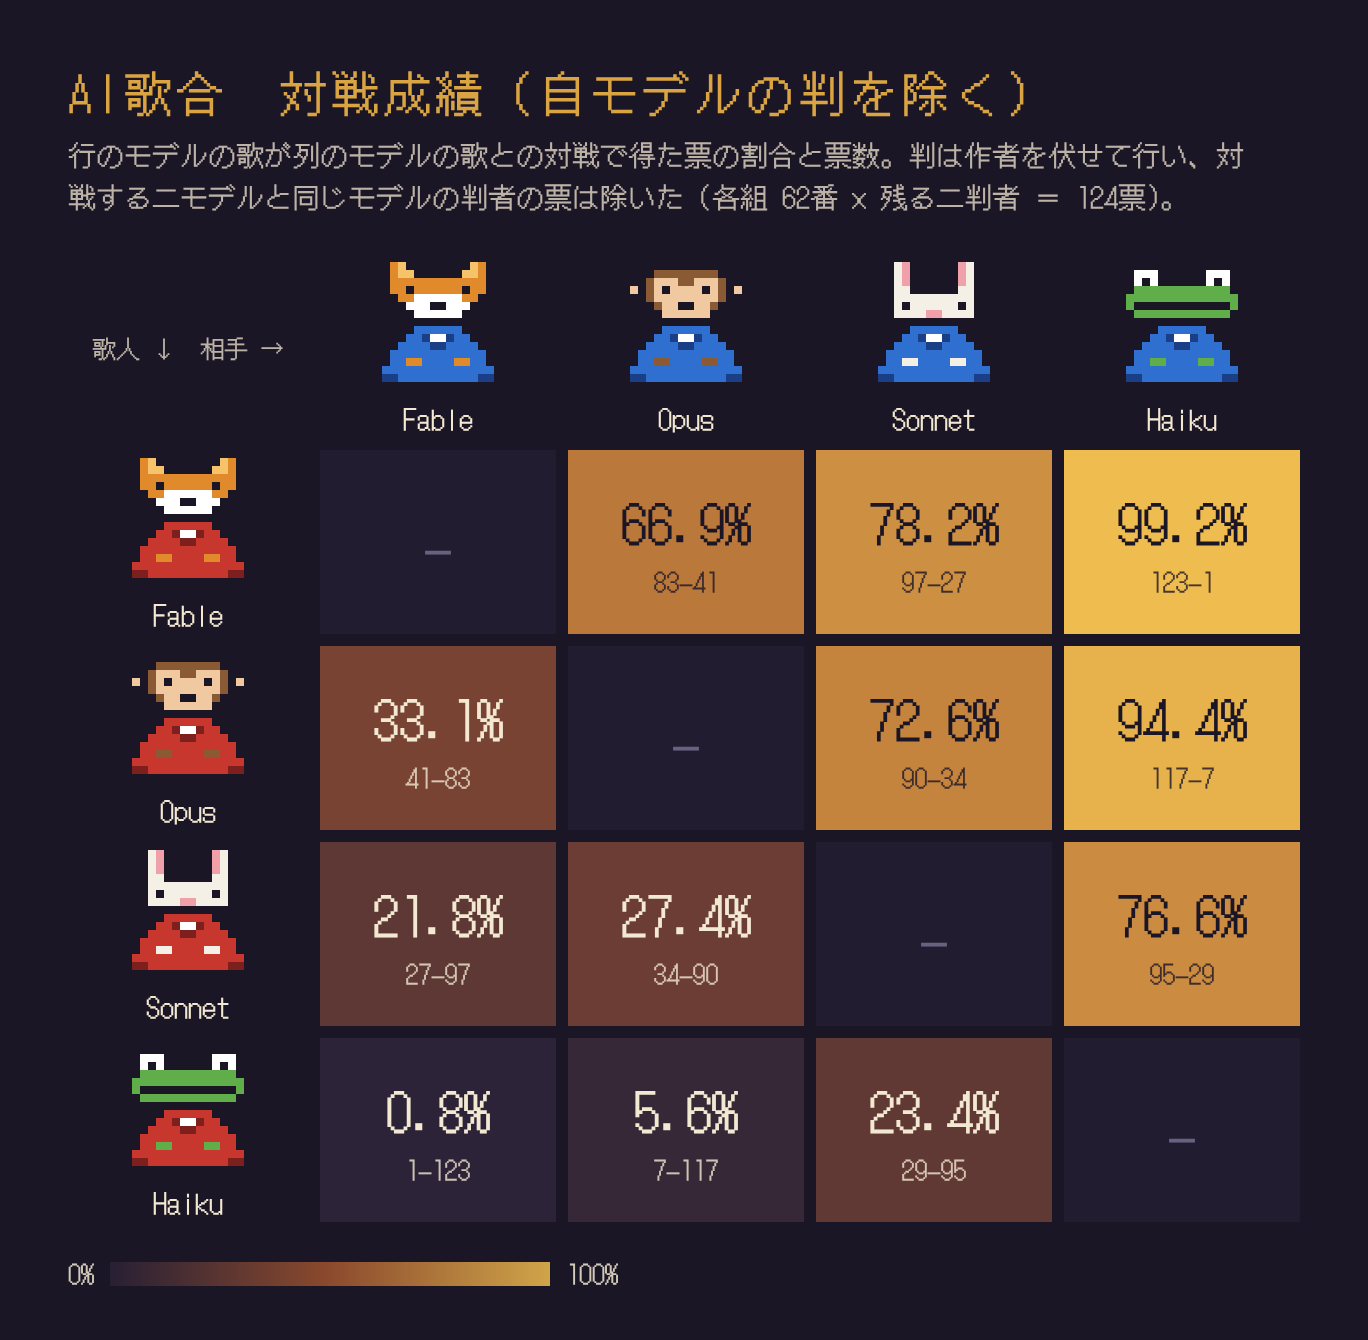 AI歌合　対戦成績（自モデルの判を除く）
行のモデルの歌が列のモデルの歌との対戦で得た票の割合と票数。判は作者を伏せて行い、対
戦する二モデルと同じモデルの判者の票は除いた（各組 62番 × 残る二判者 ＝ 124票）。
歌人 ↓　相手 →
Fable Opus Sonnet Haiku
Fable
–
66.9% 78.2% 99.2%
83–41 97–27 123–1
Opus
33.1% – 72.6% 94.4%
41–83 90–34 117–7
Sonnet
21.8% 27.4% – 76.6%
27–97 34–90 95–29
Haiku
0.8% 5.6% 23.4% –
1–123 7–117 29–95
0% 100%